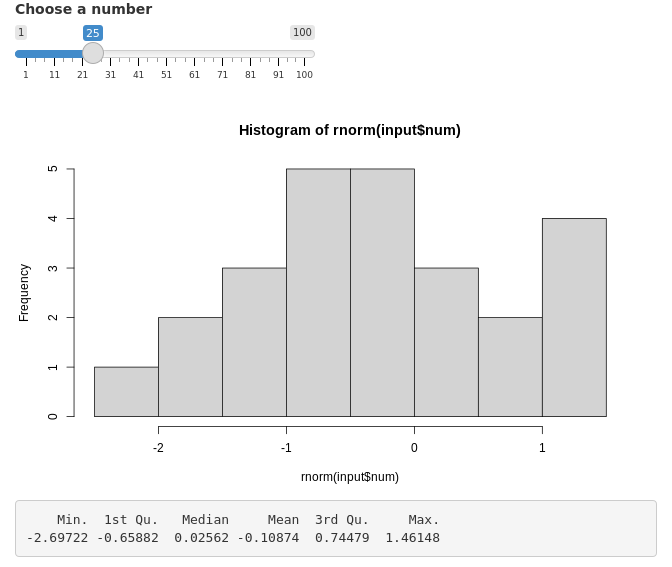 Choose a number
1 25 100
1 11 21 31 41 51 61 71 81 91 100
Histogram of rnorm(input$num)
Frequency
5
4
3
2
1
0
-2 -1 0 1
rnorm(input$num)
Min. 1st Qu. Median Mean 3rd Qu. Max.
-2.69722 -0.65882 0.02562 -0.10874 0.74479 1.46148